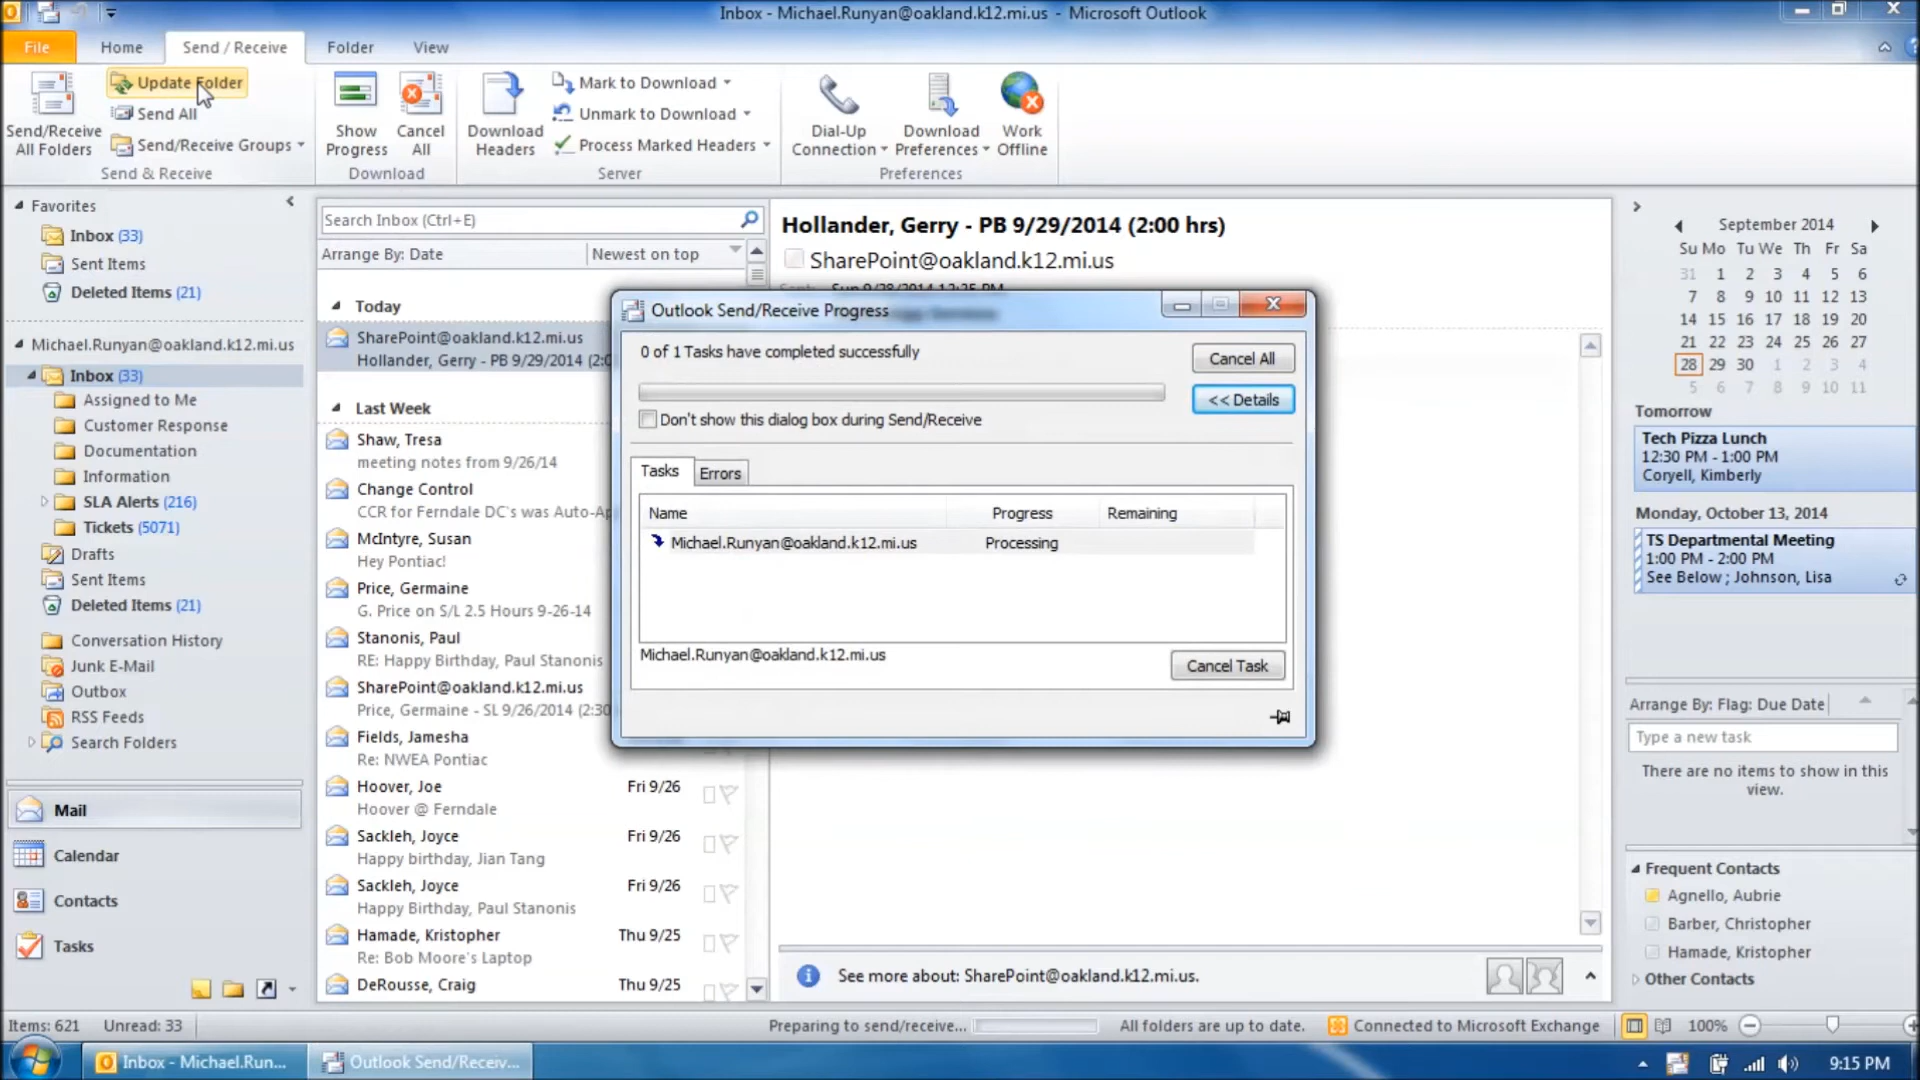 Inbox - Michael.Runyan@oakland.k12.mi.us - Microsoft Outlook
File Home Send / Receive Folder View
Send/Receive All Folders
Update Folder
Send All
Send/Receive Groups
Send & Receive
Show Progress
Cancel All
Download
Download Headers
Mark to Download
Unmark to Download
Process Marked Headers
Server
Dial-Up Connection
Download Preferences
Work Offline
Preferences
Favorites
Inbox (33)
Sent Items
Deleted Items (21)
Michael.Runyan@oakland.k12.mi.us
Inbox (33)
Assigned to Me
Customer Response
Documentation
Information
SLA Alerts (216)
Tickets (5071)
Drafts
Sent Items
Deleted Items (21)
Conversation History
Junk E-Mail
Outbox
RSS Feeds
Search Folders
Mail
Calendar
Contacts
Tasks
Search Inbox (Ctrl+E)
Arrange By: Date Newest on top
Today
SharePoint@oakland.k12.mi.us
Hollander, Gerry - PB 9/29/2014 (2:0
Last Week
Shaw, Tresa
meeting notes from 9/26/14
Change Control
CCR for Ferndale DC's was Auto-Ap
McIntyre, Susan
Hey Pontiac!
Price, Germaine
G. Price on S/L 2.5 Hours 9-26-14
Stanonis, Paul
RE: Happy Birthday, Paul Stanonis
SharePoint@oakland.k12.mi.us
Price, Germaine - SL 9/26/2014 (2:30
Fields, Jamesha
Re: NWEA Pontiac
Hoover, Joe Fri 9/26
Hoover @ Ferndale
Sackleh, Joyce Fri 9/26
Happy birthday, Jian Tang
Sackleh, Joyce Fri 9/26
Happy Birthday, Paul Stanonis
Hamade, Kristopher Thu 9/25
Re: Bob Moore's Laptop
DeRousse, Craig Thu 9/25
Hollander, Gerry - PB 9/29/2014 (2:00 hrs)
SharePoint@oakland.k12.mi.us
Sun 9/28/2014 12:25 PM
Outlook Send/Receive Progress
0 of 1 Tasks have completed successfully
Cancel All
<< Details
Don't show this dialog box during Send/Receive
Tasks Errors
Name Progress Remaining
Michael.Runyan@oakland.k12.mi.us Processing
Michael.Runyan@oakland.k12.mi.us
Cancel Task
See more about: SharePoint@oakland.k12.mi.us.
September 2014
Su Mo Tu We Th Fr Sa
31 1 2 3 4 5 6
7 8 9 10 11 12 13
14 15 16 17 18 19 20
21 22 23 24 25 26 27
28 29 30 1 2 3 4
5 6 7 8 9 10 11
Tomorrow
Tech Pizza Lunch
12:30 PM - 1:00 PM
Coryell, Kimberly
Monday, October 13, 2014
TS Departmental Meeting
1:00 PM - 2:00 PM
See Below ; Johnson, Lisa
Arrange By: Flag: Due Date
Type a new task
There are no items to show in this
view.
Frequent Contacts
Agnello, Aubrie
Barber, Christopher
Hamade, Kristopher
Other Contacts
Items: 621 Unread: 33 Preparing to send/receive... All folders are up to date. Connected to Microsoft Exchange 100%
Inbox - Michael.Run... Outlook Send/Receiv... 9:15 PM